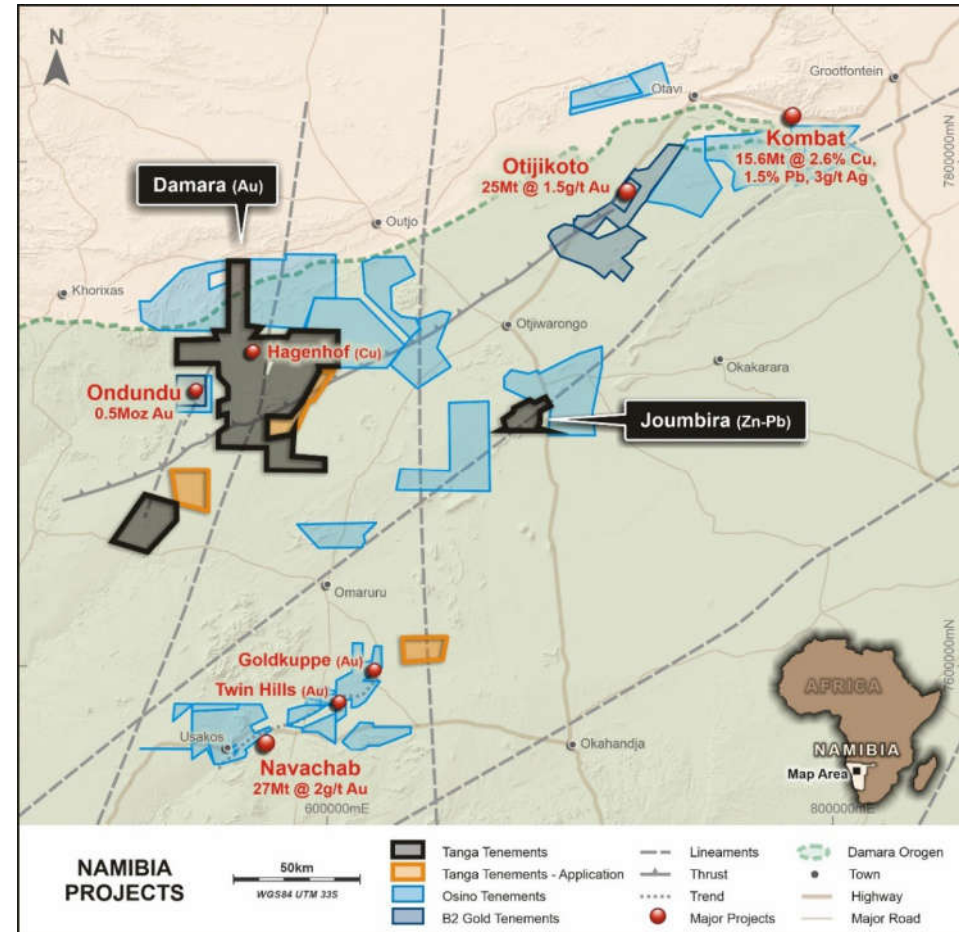 N
Grootfontein
Otavi
Kombat
15.6Mt @ 2.6% Cu,
1.5% Pb, 3g/t Ag
7800000mN
Otijikoto
25Mt @ 1.5g/t Au
Damara (Au)
Outjo
Khorixas
Otjiwarongo
Hagenhof (Cu)
Okakarara
Ondundu
0.5Moz Au
Joumbira (Zn-Pb)
Omaruru
7600000mN
Goldkuppe (Au)
Twin Hills (Au)
AFRICA
Usakos
Okahandja
NAMIBIA
Navachab
27Mt @ 2g/t Au
Map Area
600000mE
800000mE
NAMIBIA
PROJECTS
50km
WGS84 UTM 33S
Tanga Tenements
Tanga Tenements - Application
Osino Tenements
B2 Gold Tenements
Lineaments
Thrust
Trend
Major Projects
Damara Orogen
Town
Highway
Major Road